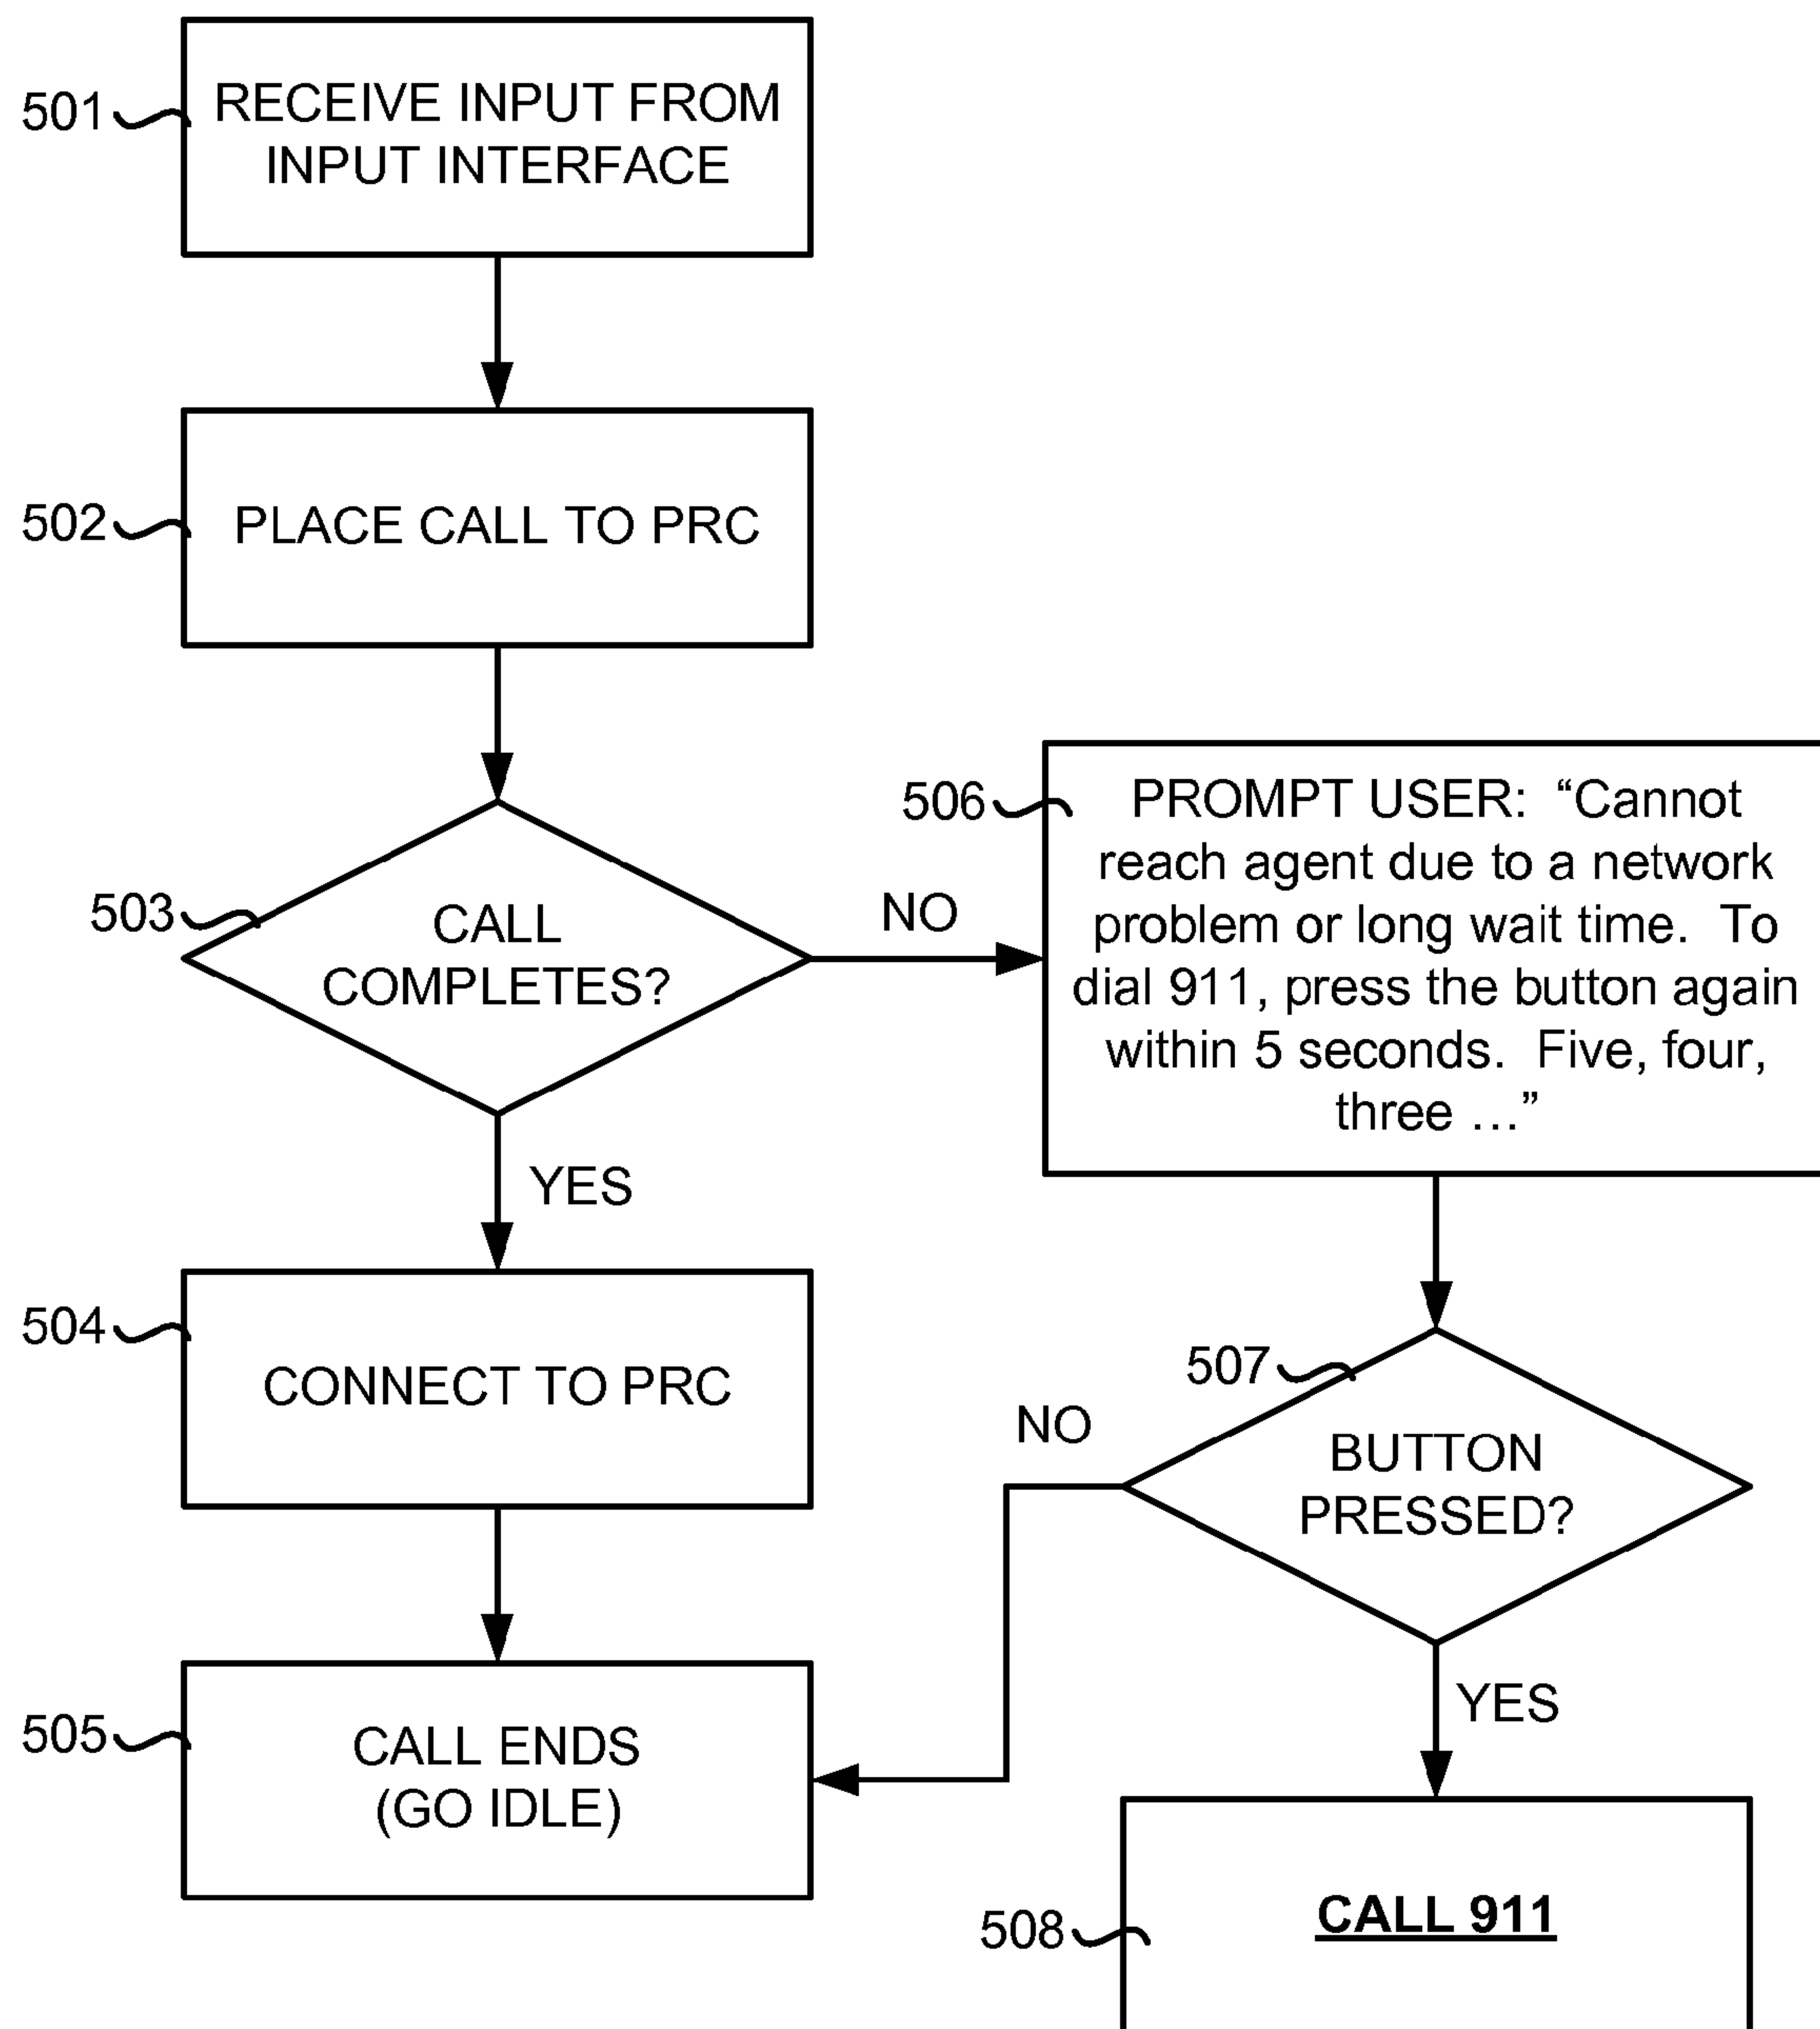 501
RECEIVE INPUT FROM
INPUT INTERFACE
502
PLACE CALL TO PRC
503
CALL
COMPLETES?
NO
YES
504
CONNECT TO PRC
505
CALL ENDS
(GO IDLE)
506
PROMPT USER: “Cannot
reach agent due to a network
problem or long wait time. To
dial 911, press the button again
within 5 seconds. Five, four,
three …”
507
BUTTON
PRESSED?
NO
YES
508
CALL 911